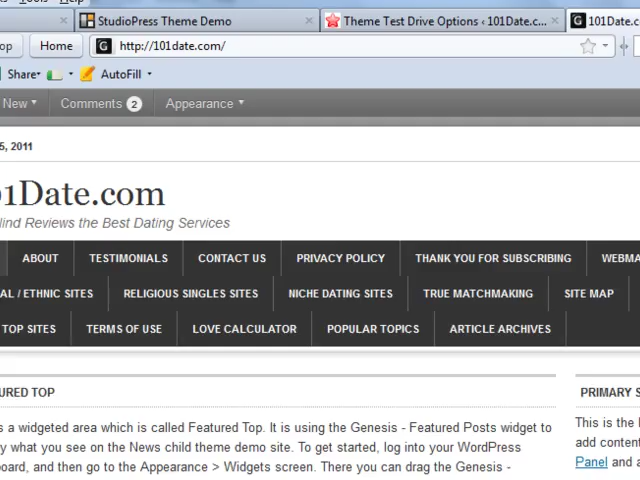 Tools Help
StudioPress Theme Demo Theme Test Drive Options ‹ 101Date.c... 101Date.c
op Home http://101date.com/
Share AutoFill
New Comments 2 Appearance
5, 2011
01Date.com
lind Reviews the Best Dating Services
ABOUT TESTIMONIALS CONTACT US PRIVACY POLICY THANK YOU FOR SUBSCRIBING WEBMA
AL / ETHNIC SITES RELIGIOUS SINGLES SITES NICHE DATING SITES TRUE MATCHMAKING SITE MAP
TOP SITES TERMS OF USE LOVE CALCULATOR POPULAR TOPICS ARTICLE ARCHIVES
URED TOP PRIMARY S
s a widgeted area which is called Featured Top. It is using the Genesis - Featured Posts widget to
y what you see on the News child theme demo site. To get started, log into your WordPress
board, and then go to the Appearance > Widgets screen. There you can drag the Genesis -
This is the
add content
Panel and a